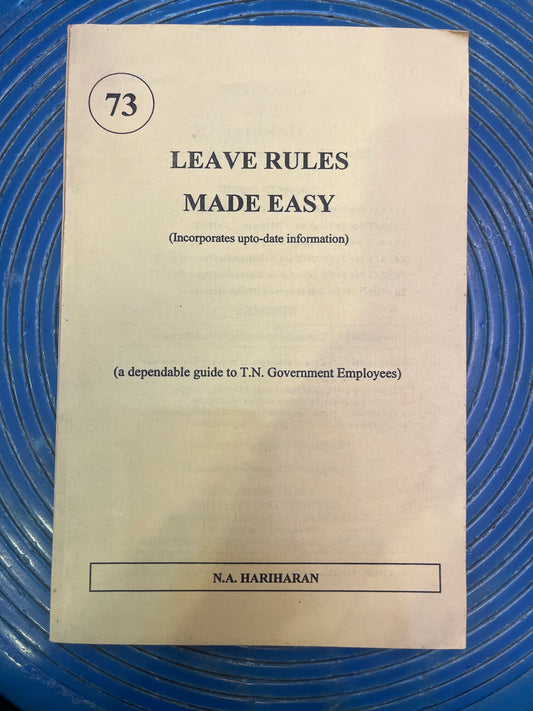 73
LEAVE RULES
MADE EASY
(Incorporates upto-date information)
(a dependable guide to T.N. Government Employees)
N.A. HARIHARAN